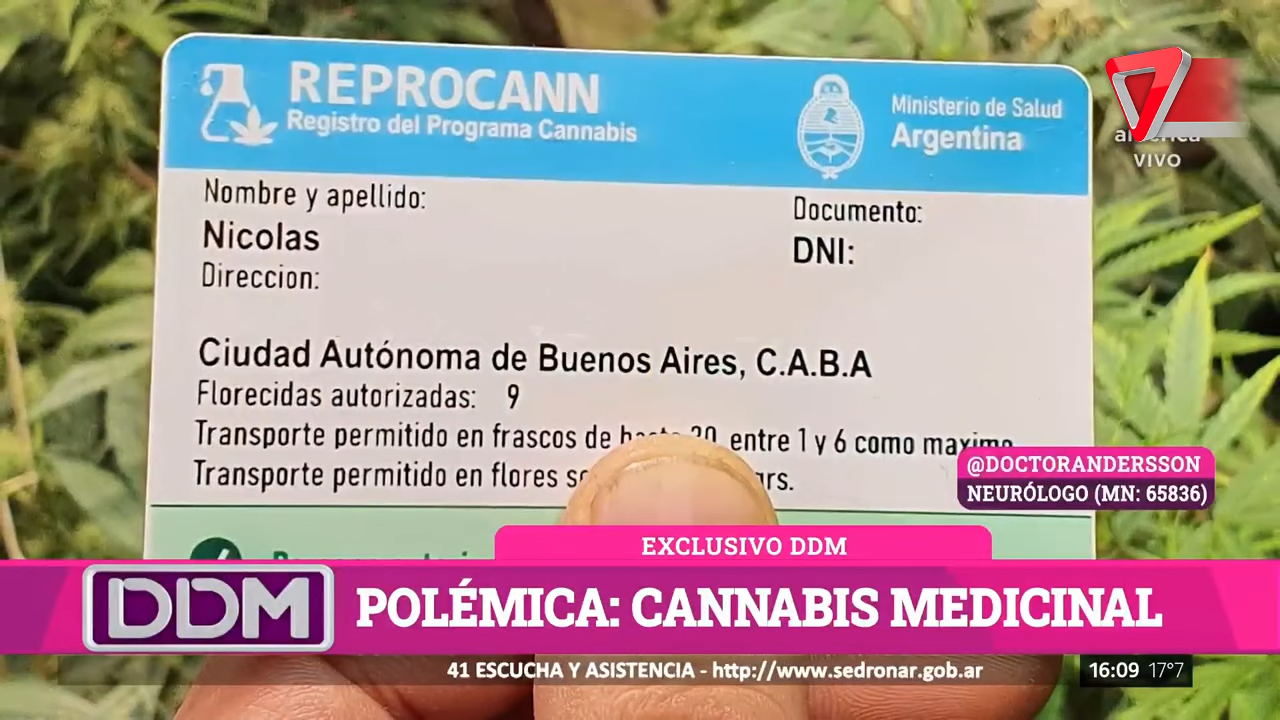 REPROCANN
Registro del Programa Cannabis
Ministerio de Salud
Argentina
VIVO
Nombre y apellido:
Nicolas
Direccion:
Documento:
DNI:
Ciudad Autónoma de Buenos Aires, C.A.B.A
Florecidas autorizadas: 9
Transporte permitido en frascos de hasta 20, entre 1 y 6 como maximo
Transporte permitido en flores
@DOCTORANDERSSON
NEURÓLOGO (MN: 65836)
EXCLUSIVO DDM
DDM
POLÉMICA: CANNABIS MEDICINAL
41 ESCUCHA Y ASISTENCIA - http://www.sedronar.gob.ar
16:09 17°7